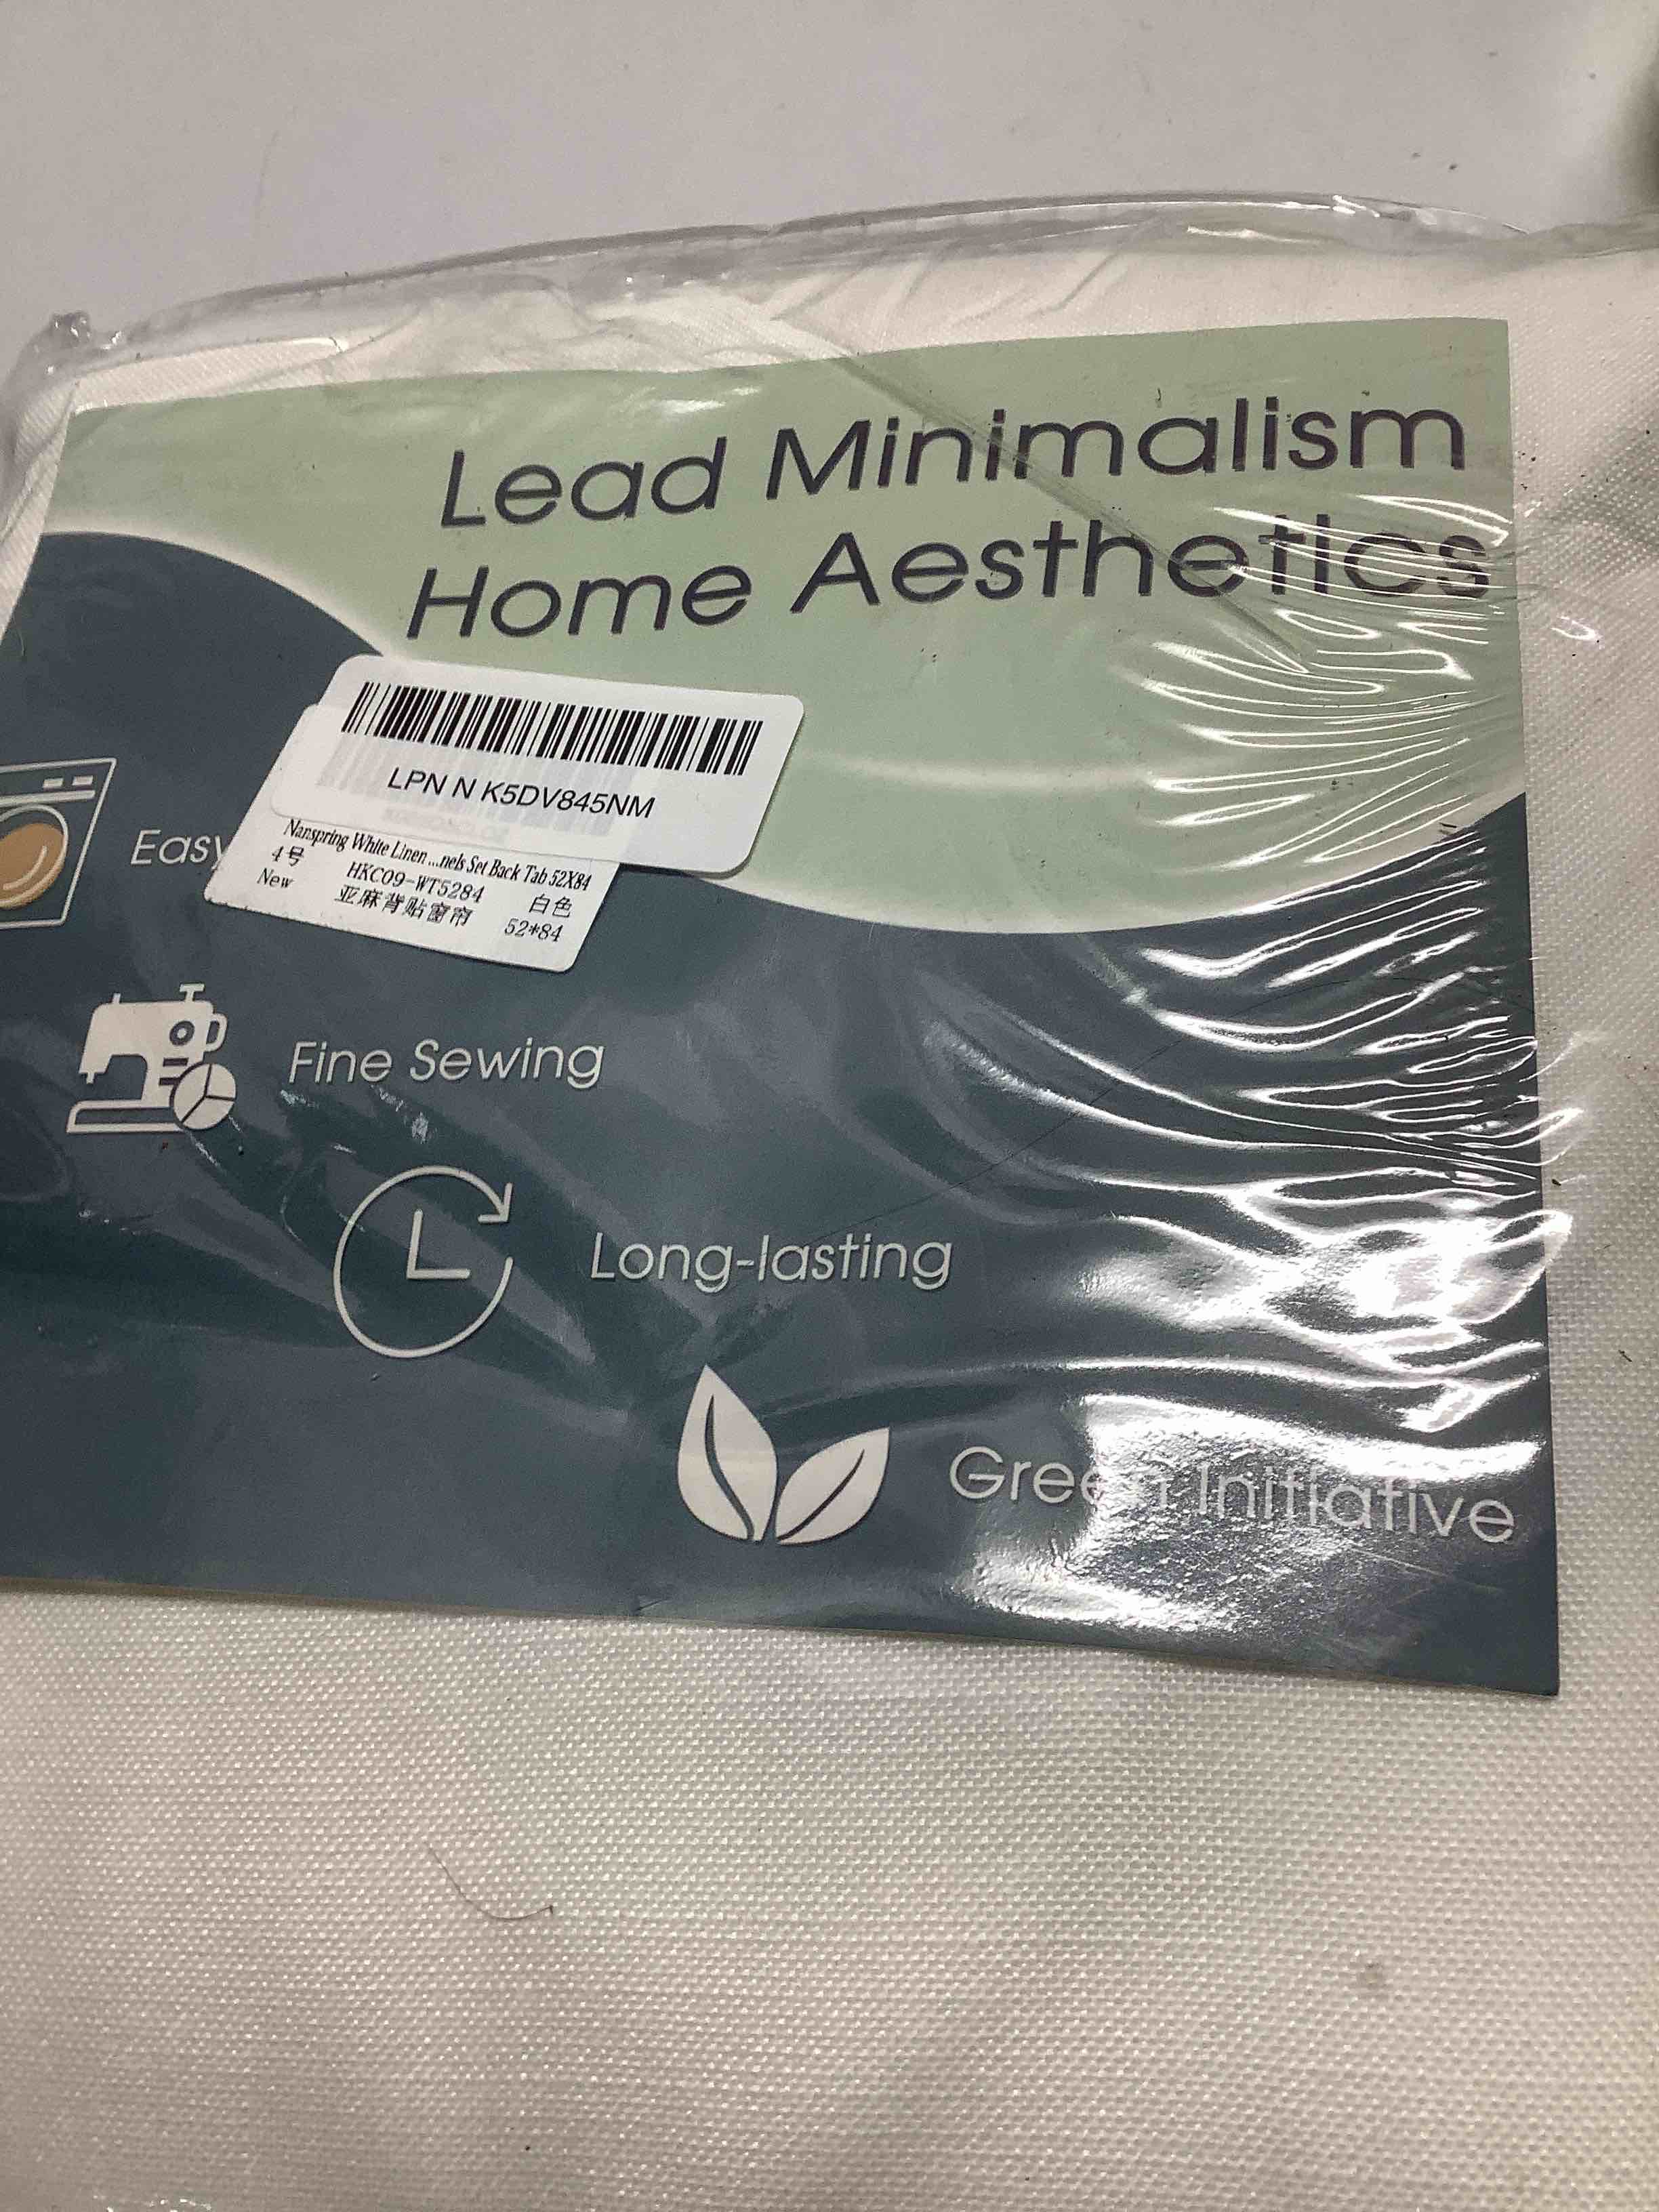 Lead Minimalism
Home Aesthetics
LPN N K5DV845NM
Nanspring White Linen ...nels Set Back Tab 52X84
4号 HKC09-WT5284 白色
New 亚麻背贴窗帘 52*84
Easy
Fine Sewing
Long-lasting
Green Initiative